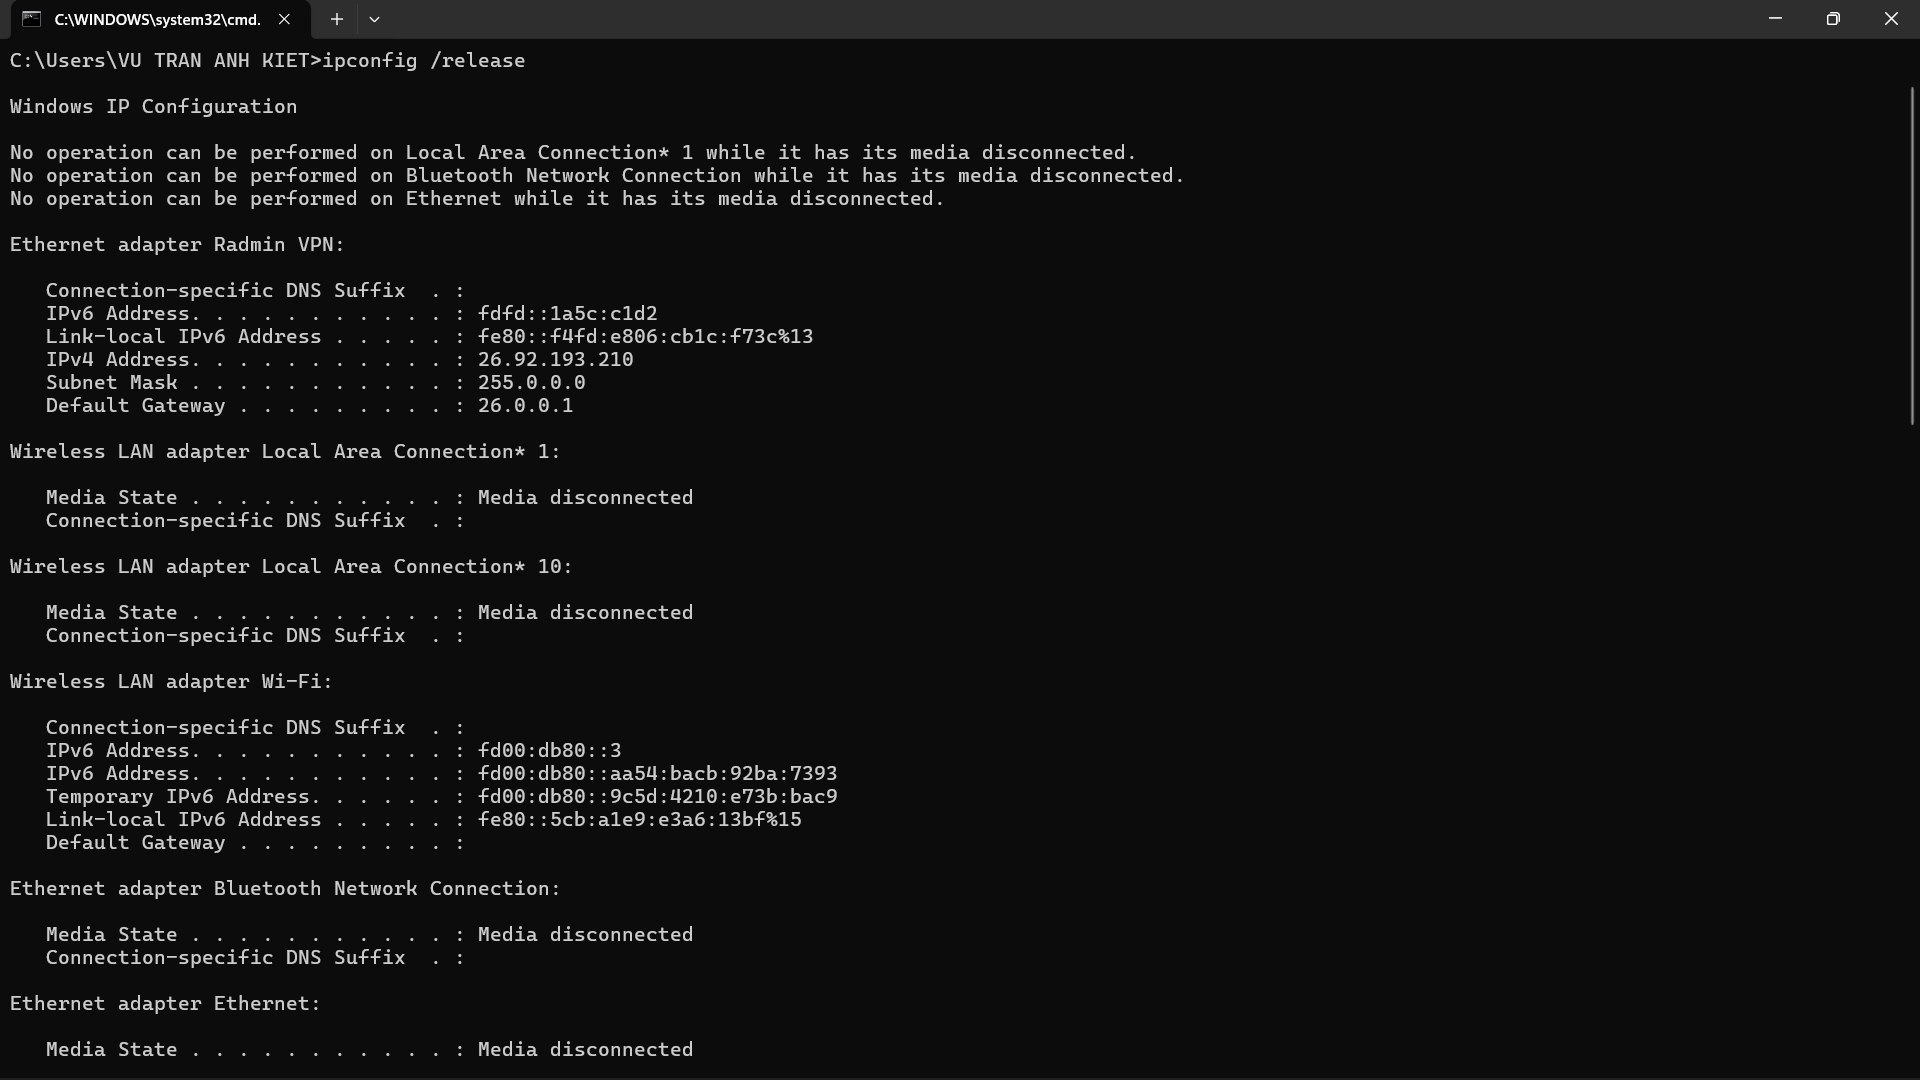 C:\WINDOWS\system32\cmd.
C:\Users\VU TRAN ANH KIET>ipconfig /release
Windows IP Configuration
No operation can be performed on Local Area Connection* 1 while it has its media disconnected.
No operation can be performed on Bluetooth Network Connection while it has its media disconnected.
No operation can be performed on Ethernet while it has its media disconnected.
Ethernet adapter Radmin VPN:
   Connection-specific DNS Suffix  . :
   IPv6 Address. . . . . . . . . . . : fdfd::1a5c:c1d2
   Link-local IPv6 Address . . . . . : fe80::f4fd:e806:cb1c:f73c%13
   IPv4 Address. . . . . . . . . . . : 26.92.193.210
   Subnet Mask . . . . . . . . . . . : 255.0.0.0
   Default Gateway . . . . . . . . . : 26.0.0.1
Wireless LAN adapter Local Area Connection* 1:
   Media State . . . . . . . . . . . : Media disconnected
   Connection-specific DNS Suffix  . :
Wireless LAN adapter Local Area Connection* 10:
   Media State . . . . . . . . . . . : Media disconnected
   Connection-specific DNS Suffix  . :
Wireless LAN adapter Wi-Fi:
   Connection-specific DNS Suffix  . :
   IPv6 Address. . . . . . . . . . . : fd00:db80::3
   IPv6 Address. . . . . . . . . . . : fd00:db80::aa54:bacb:92ba:7393
   Temporary IPv6 Address. . . . . . : fd00:db80::9c5d:4210:e73b:bac9
   Link-local IPv6 Address . . . . . : fe80::5cb:a1e9:e3a6:13bf%15
   Default Gateway . . . . . . . . . :
Ethernet adapter Bluetooth Network Connection:
   Media State . . . . . . . . . . . : Media disconnected
   Connection-specific DNS Suffix  . :
Ethernet adapter Ethernet:
   Media State . . . . . . . . . . . : Media disconnected